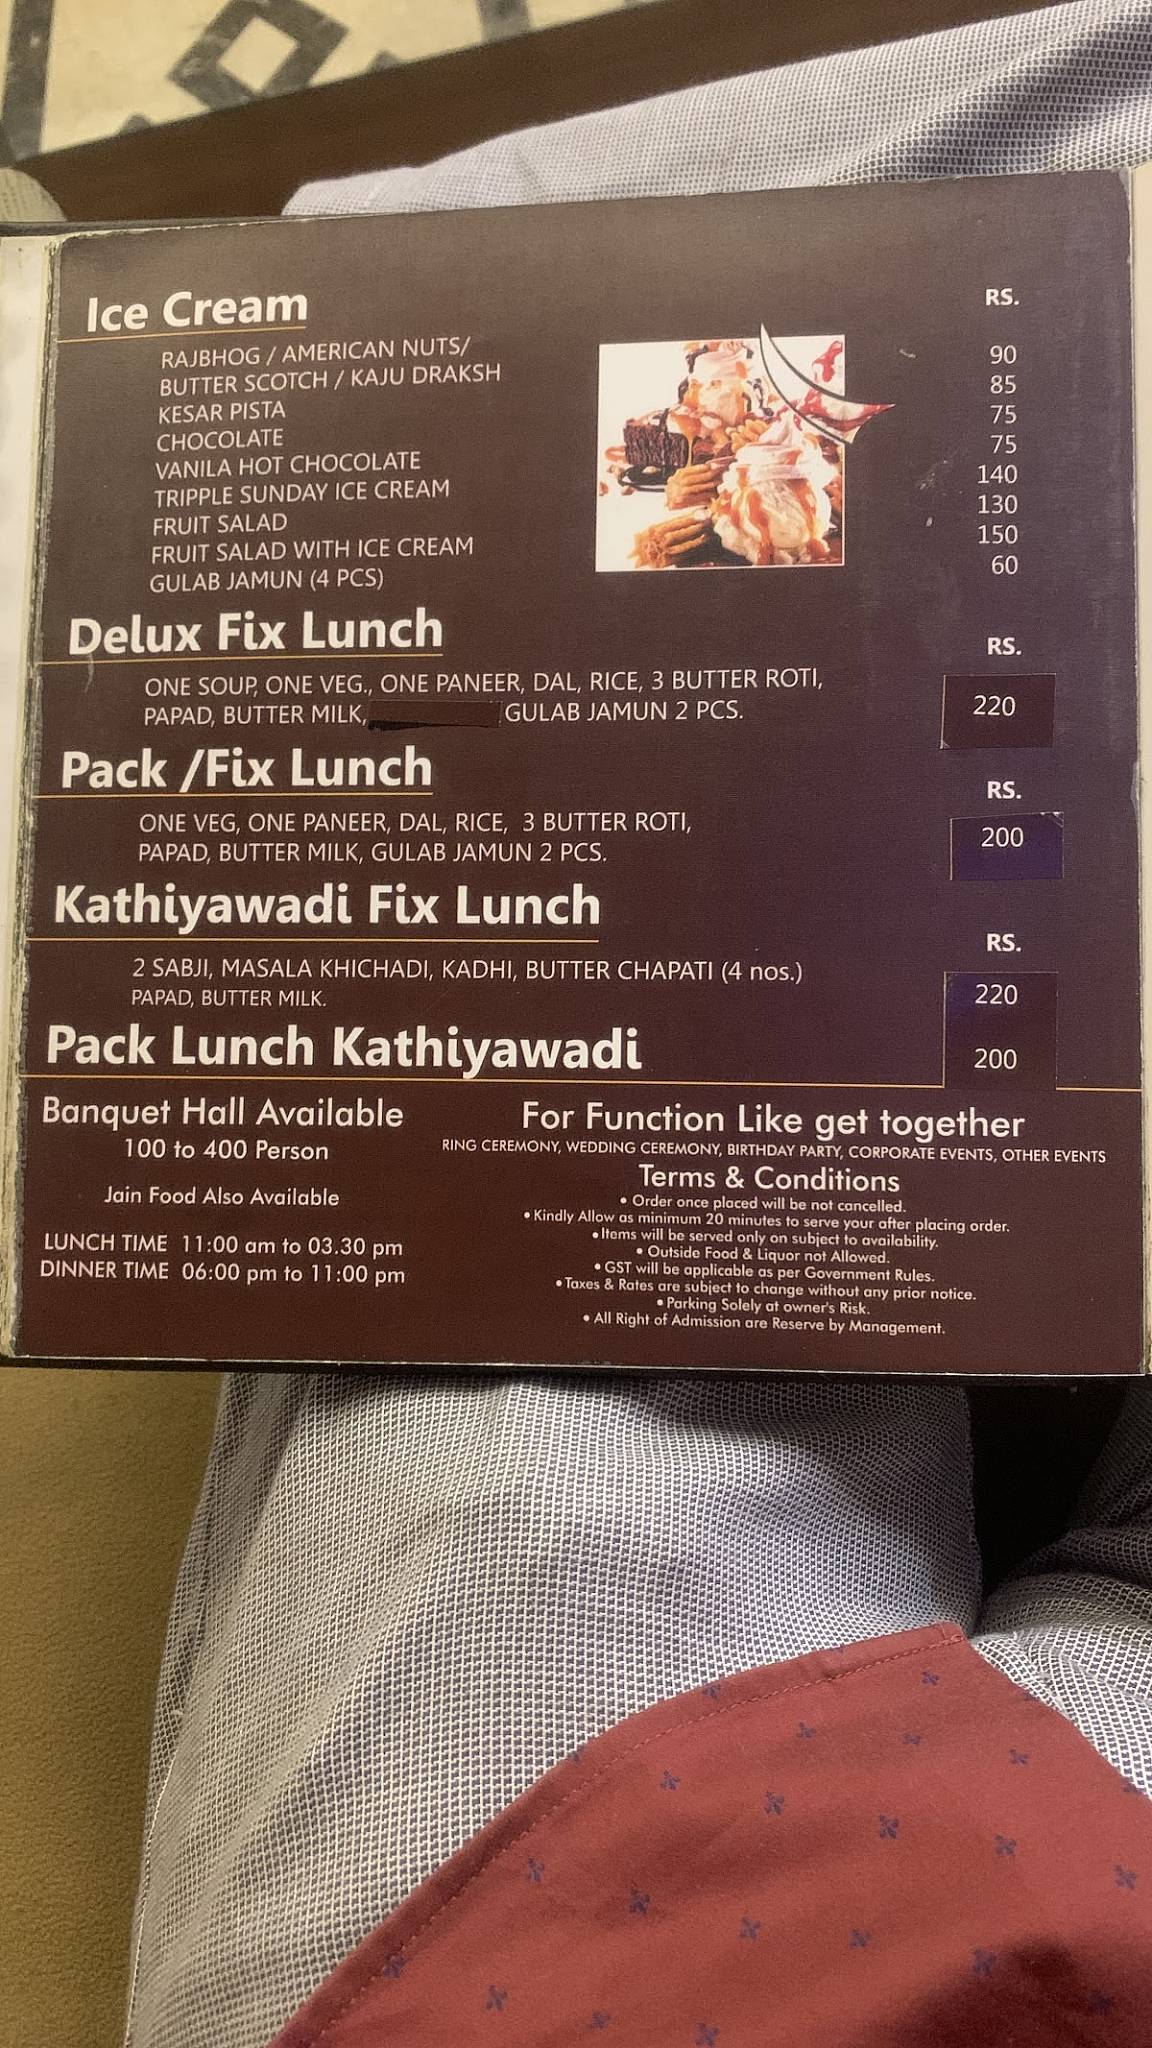 Ice Cream RS.
RAJBHOG / AMERICAN NUTS/
BUTTER SCOTCH / KAJU DRAKSH 90
KESAR PISTA 85
CHOCOLATE 75
VANILA HOT CHOCOLATE 75
TRIPPLE SUNDAY ICE CREAM 140
FRUIT SALAD 130
FRUIT SALAD WITH ICE CREAM 150
GULAB JAMUN (4 PCS) 60
Delux Fix Lunch RS.
ONE SOUP, ONE VEG., ONE PANEER, DAL, RICE, 3 BUTTER ROTI,
PAPAD, BUTTER MILK, GULAB JAMUN 2 PCS. 220
Pack /Fix Lunch RS.
ONE VEG, ONE PANEER, DAL, RICE, 3 BUTTER ROTI, 200
PAPAD, BUTTER MILK, GULAB JAMUN 2 PCS.
Kathiyawadi Fix Lunch RS.
2 SABJI, MASALA KHICHADI, KADHI, BUTTER CHAPATI (4 nos.) 220
PAPAD, BUTTER MILK.
Pack Lunch Kathiyawadi 200
Banquet Hall Available
100 to 400 Person
Jain Food Also Available
LUNCH TIME 11:00 am to 03.30 pm
DINNER TIME 06:00 pm to 11:00 pm
For Function Like get together
RING CEREMONY, WEDDING CEREMONY, BIRTHDAY PARTY, CORPORATE EVENTS, OTHER EVENTS
Terms & Conditions
• Order once placed will be not cancelled.
• Kindly Allow as minimum 20 minutes to serve your after placing order.
• Items will be served only on subject to availability.
• Outside Food & Liquor not Allowed.
• GST will be applicable as per Government Rules.
• Taxes & Rates are subject to change without any prior notice.
• Parking Solely at owner's Risk.
• All Right of Admission are Reserve by Management.